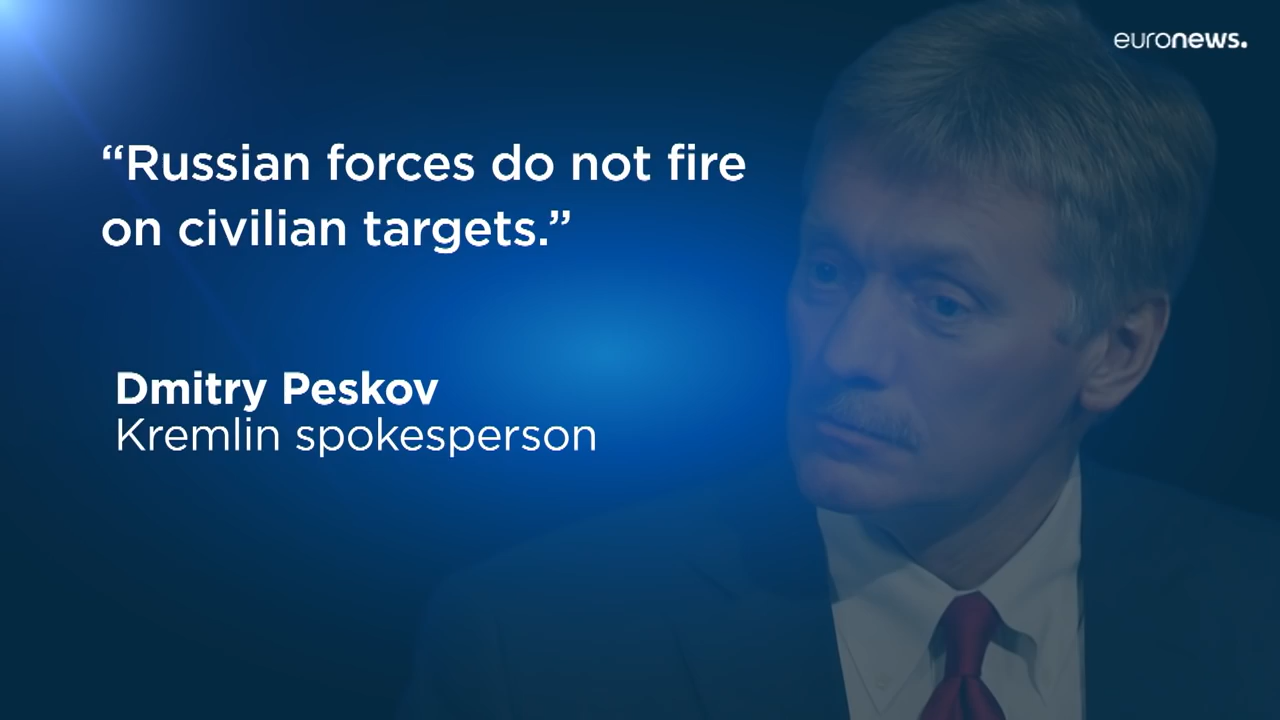 euronews.
“Russian forces do not fire
on civilian targets.”
Dmitry Peskov
Kremlin spokesperson